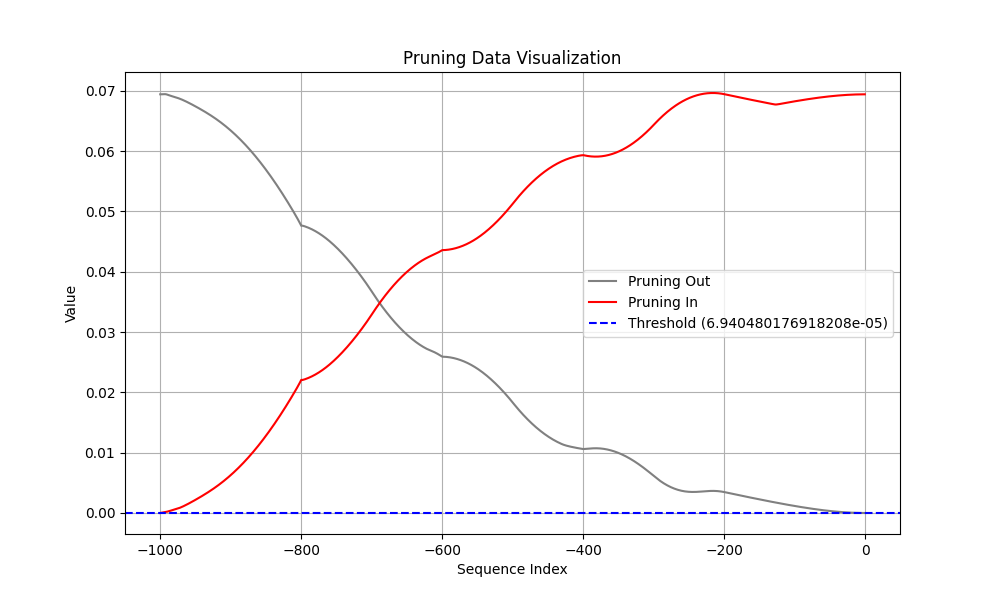 Pruning Data Visualization
Value
0.07
0.06
0.05
0.04
0.03
0.02
0.01
0.00
Pruning Out
Pruning In
Threshold (6.940480176918208e-05)
−1000 −800 −600 −400 −200 0
Sequence Index